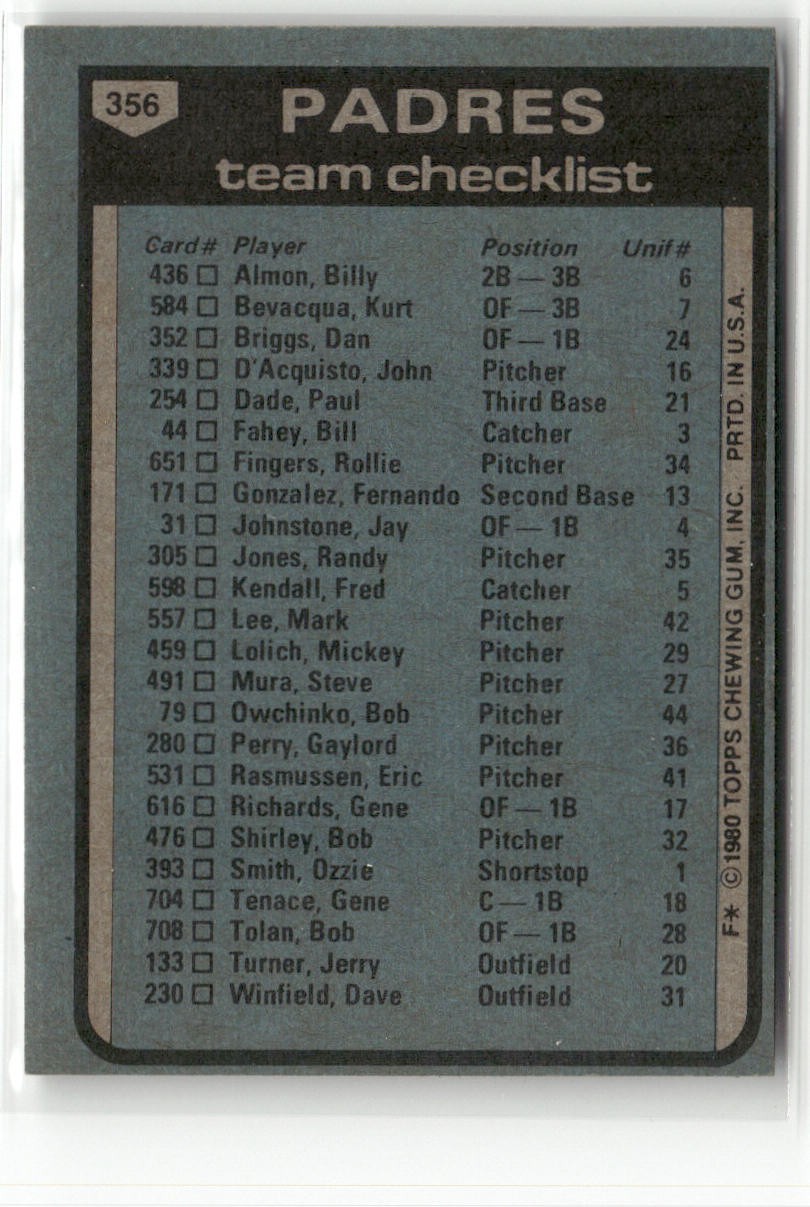 356
PADRES
team checklist
Card# Player Position Unif#
436 □ Almon, Billy 2B — 3B 6
584 □ Bevacqua, Kurt OF — 3B 7
352 □ Briggs, Dan OF — 1B 24
339 □ D'Acquisto, John Pitcher 16
254 □ Dade, Paul Third Base 21
44 □ Fahey, Bill Catcher 3
651 □ Fingers, Rollie Pitcher 34
171 □ Gonzalez, Fernando Second Base 13
31 □ Johnstone, Jay OF — 1B 4
305 □ Jones, Randy Pitcher 35
598 □ Kendall, Fred Catcher 5
557 □ Lee, Mark Pitcher 42
459 □ Lolich, Mickey Pitcher 29
491 □ Mura, Steve Pitcher 27
79 □ Owchinko, Bob Pitcher 44
280 □ Perry, Gaylord Pitcher 36
531 □ Rasmussen, Eric Pitcher 41
616 □ Richards, Gene OF — 1B 17
476 □ Shirley, Bob Pitcher 32
393 □ Smith, Ozzie Shortstop 1
704 □ Tenace, Gene C — 1B 18
708 □ Tolan, Bob OF — 1B 28
133 □ Turner, Jerry Outfield 20
230 □ Winfield, Dave Outfield 31
F* © 1980 TOPPS CHEWING GUM, INC. PRTD. IN U.S.A.